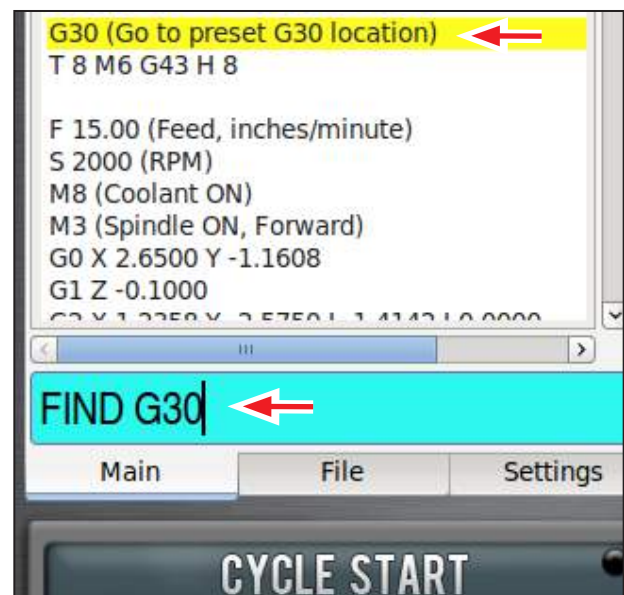 G30 (Go to preset G30 location)
T 8 M6 G43 H 8
F 15.00 (Feed, inches/minute)
S 2000 (RPM)
M8 (Coolant ON)
M3 (Spindle ON, Forward)
G0 X 2.6500 Y -1.1608
G1 Z -0.1000
FIND G30
Main File Settings
CYCLE START